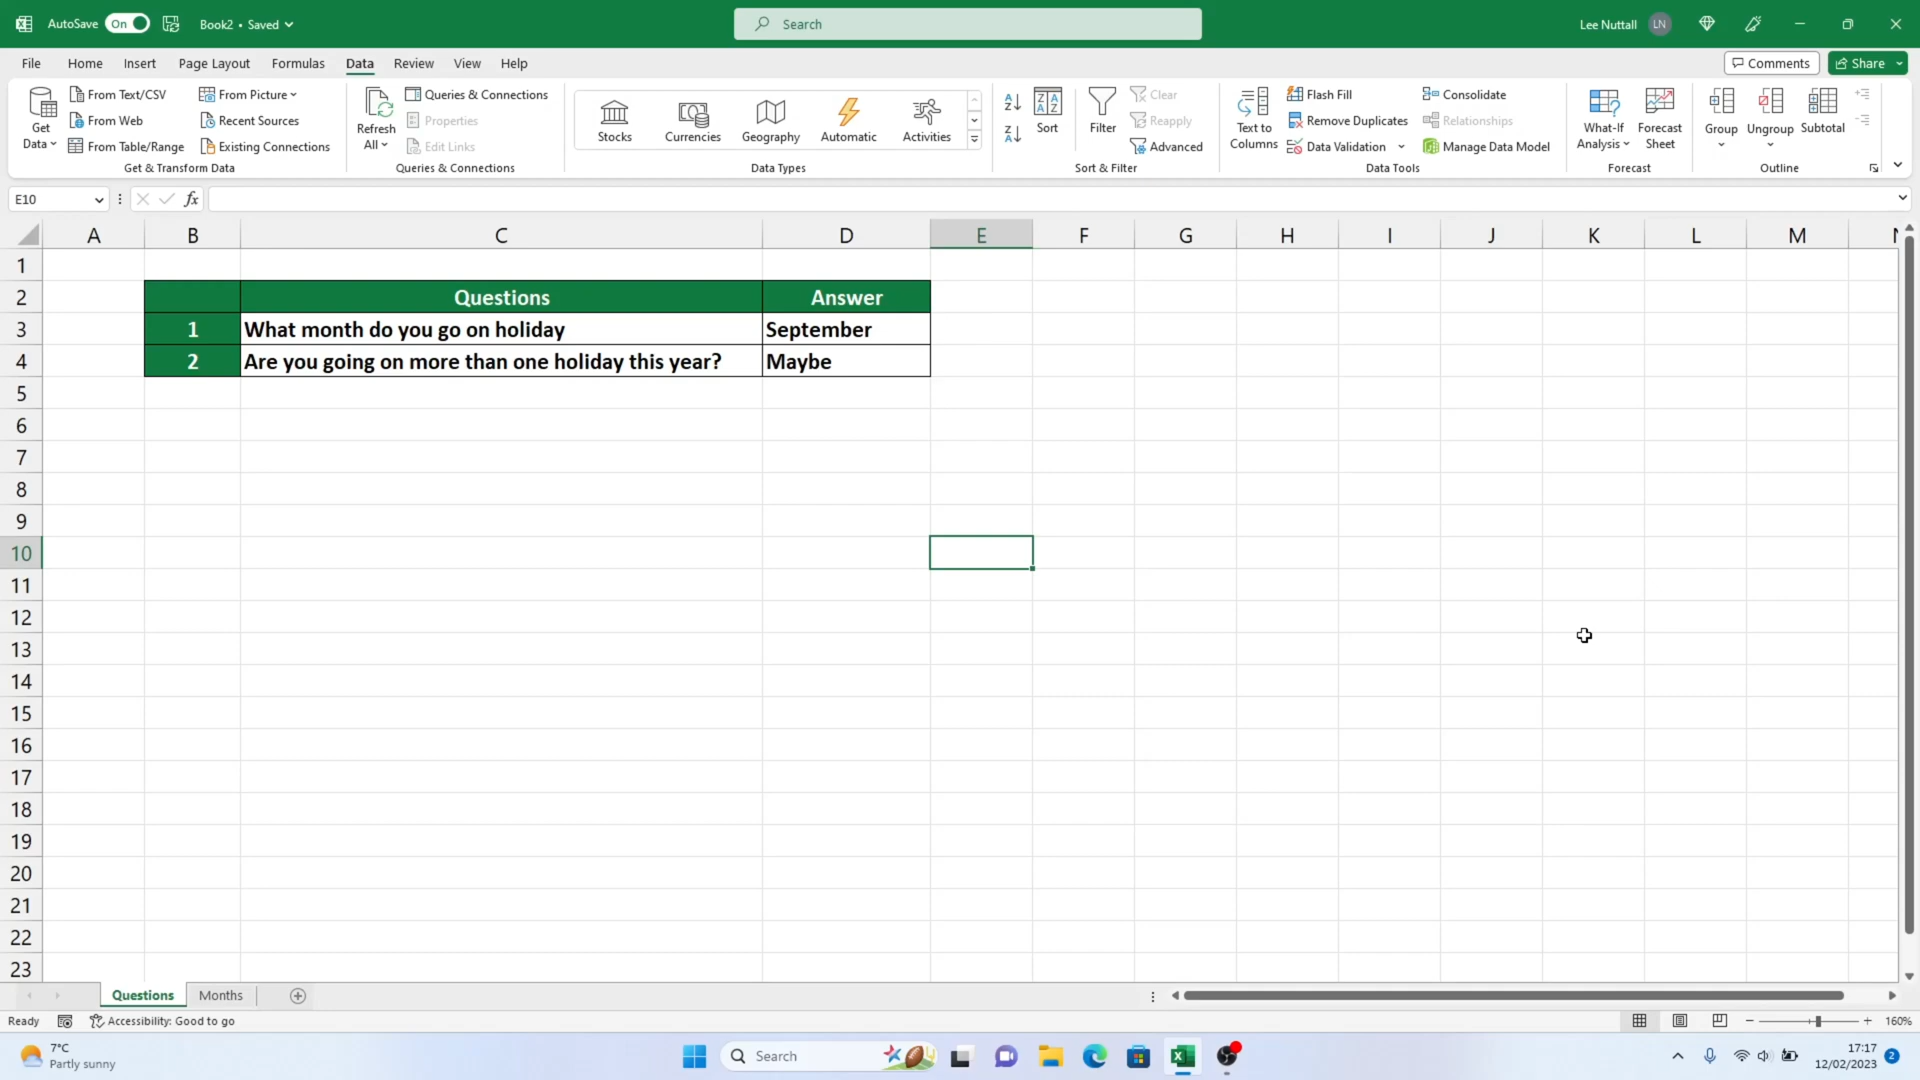 AutoSave On Book2 • Saved Search Lee Nuttall LN
File Home Insert Page Layout Formulas Data Review View Help Comments Share
Get Data From Text/CSV From Web From Table/Range From Picture Recent Sources Existing Connections
Get & Transform Data
Refresh All Queries & Connections Properties Edit Links
Queries & Connections
Stocks Currencies Geography Automatic Activities
Data Types
Sort Filter Clear Reapply Advanced
Sort & Filter
Text to Columns Flash Fill Remove Duplicates Data Validation Consolidate Relationships Manage Data Model
Data Tools
What-If Analysis Forecast Sheet
Forecast
Group Ungroup Subtotal
Outline
E10 fx
A B C D E F G H I J K L M
1
2 Questions Answer
3 1 What month do you go on holiday September
4 2 Are you going on more than one holiday this year? Maybe
5
6
7
8
9
10
11
12
13
14
15
16
17
18
19
20
21
22
23
Questions Months
Ready Accessibility: Good to go 160%
7°C
Partly sunny
Search
17:17
12/02/2023 2